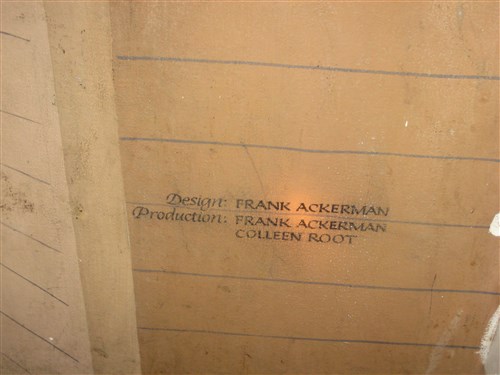 Design: FRANK ACKERMAN
Production: FRANK ACKERMAN
COLLEEN ROOT